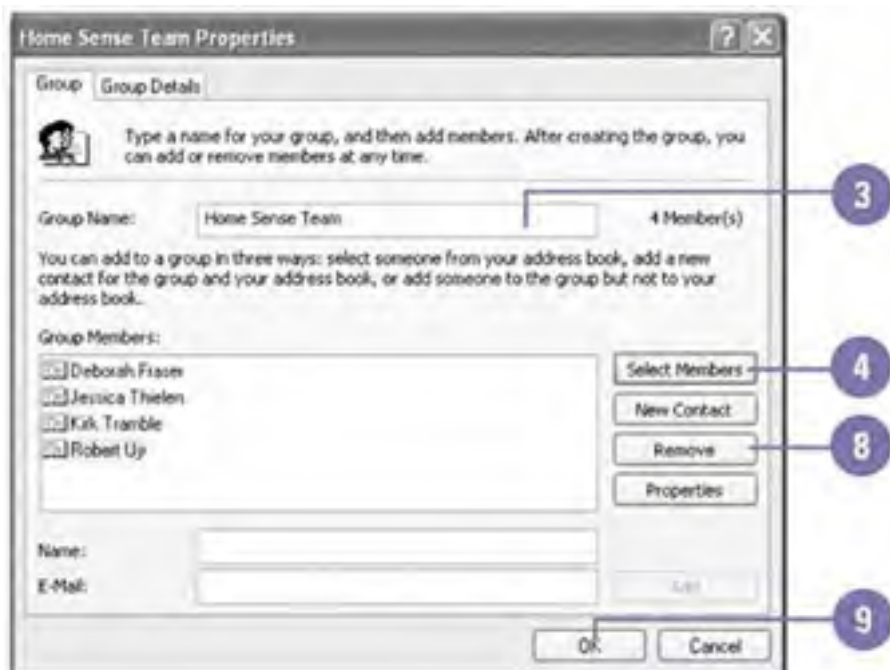 Home Sense Team Properties
Group Group Details
Type a name for your group, and then add members. After creating the group, you
can add or remove members at any time.
3
Group Name: Home Sense Team 4 Member(s)
You can add to a group in three ways: select someone from your address book, add a new
contact for the group and your address book, or add someone to the group but not to your
address book.
Group Members:
Deborah Fraser
Jessica Thielen
Kirk Tramble
Robert Uy
Select Members
4
New Contact
Remove
8
Properties
Name:
E-Mail:
Add
OK
9
Cancel